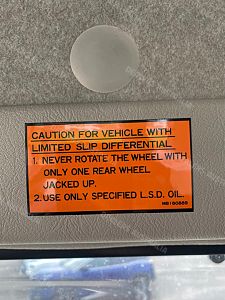 CAUTION FOR VEHICLE WITH
LIMITED SLIP DIFFERENTIAL
1. NEVER ROTATE THE WHEEL WITH
ONLY ONE REAR WHEEL
JACKED UP.
2. USE ONLY SPECIFIED L.S.D. OIL.